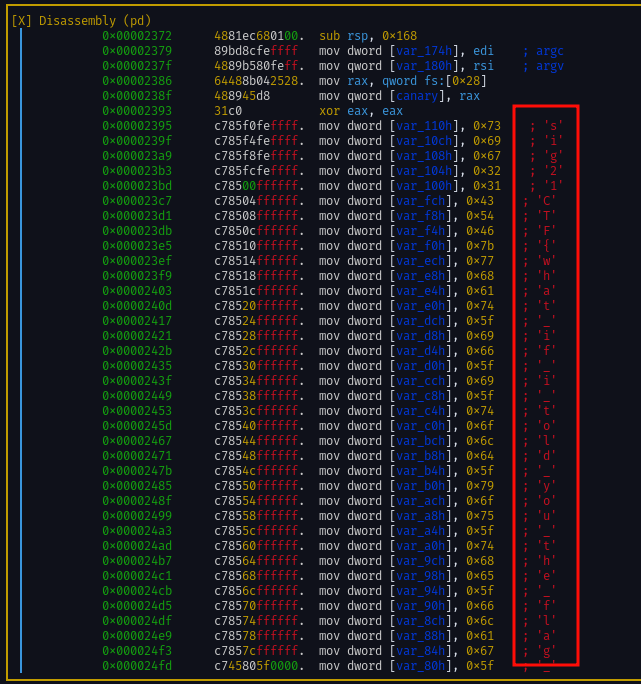 [X] Disassembly (pd)
0×00002372 4881ec680100. sub rsp, 0×168
0×00002379 89bd8cfeffff mov dword [var_174h], edi ; argc
0×0000237f 4889b580feff. mov qword [var_180h], rsi ; argv
0×00002386 64488b042528. mov rax, qword fs:[0×28]
0×0000238f 488945d8 mov qword [canary], rax
0×00002393 31c0 xor eax, eax
0×00002395 c785f0feffff. mov dword [var_110h], 0×73 ; 's'
0×0000239f c785f4feffff. mov dword [var_10ch], 0×69 ; 'i'
0×000023a9 c785f8feffff. mov dword [var_108h], 0×67 ; 'g'
0×000023b3 c785fcfeffff. mov dword [var_104h], 0×32 ; '2'
0×000023bd c78500ffffff. mov dword [var_100h], 0×31 ; '1'
0×000023c7 c78504ffffff. mov dword [var_fch], 0×43 ; 'C'
0×000023d1 c78508ffffff. mov dword [var_f8h], 0×54 ; 'T'
0×000023db c7850cffffff. mov dword [var_f4h], 0×46 ; 'F'
0×000023e5 c78510ffffff. mov dword [var_f0h], 0×7b ; '{'
0×000023ef c78514ffffff. mov dword [var_ech], 0×77 ; 'w'
0×000023f9 c78518ffffff. mov dword [var_e8h], 0×68 ; 'h'
0×00002403 c7851cffffff. mov dword [var_e4h], 0×61 ; 'a'
0×0000240d c78520ffffff. mov dword [var_e0h], 0×74 ; 't'
0×00002417 c78524ffffff. mov dword [var_dch], 0×5f ; '_'
0×00002421 c78528ffffff. mov dword [var_d8h], 0×69 ; 'i'
0×0000242b c7852cffffff. mov dword [var_d4h], 0×66 ; 'f'
0×00002435 c78530ffffff. mov dword [var_d0h], 0×5f ; '_'
0×0000243f c78534ffffff. mov dword [var_cch], 0×69 ; 'i'
0×00002449 c78538ffffff. mov dword [var_c8h], 0×5f ; '_'
0×00002453 c7853cffffff. mov dword [var_c4h], 0×74 ; 't'
0×0000245d c78540ffffff. mov dword [var_c0h], 0×6f ; 'o'
0×00002467 c78544ffffff. mov dword [var_bch], 0×6c ; 'l'
0×00002471 c78548ffffff. mov dword [var_b8h], 0×64 ; 'd'
0×0000247b c7854cffffff. mov dword [var_b4h], 0×5f ; '_'
0×00002485 c78550ffffff. mov dword [var_b0h], 0×79 ; 'y'
0×0000248f c78554ffffff. mov dword [var_ach], 0×6f ; 'o'
0×00002499 c78558ffffff. mov dword [var_a8h], 0×75 ; 'u'
0×000024a3 c7855cffffff. mov dword [var_a4h], 0×5f ; '_'
0×000024ad c78560ffffff. mov dword [var_a0h], 0×74 ; 't'
0×000024b7 c78564ffffff. mov dword [var_9ch], 0×68 ; 'h'
0×000024c1 c78568ffffff. mov dword [var_98h], 0×65 ; 'e'
0×000024cb c7856cffffff. mov dword [var_94h], 0×5f ; '_'
0×000024d5 c78570ffffff. mov dword [var_90h], 0×66 ; 'f'
0×000024df c78574ffffff. mov dword [var_8ch], 0×6c ; 'l'
0×000024e9 c78578ffffff. mov dword [var_88h], 0×61 ; 'a'
0×000024f3 c7857cffffff. mov dword [var_84h], 0×67 ; 'g'
0×000024fd c745805f0000. mov dword [var_80h], 0×5f ; '_'